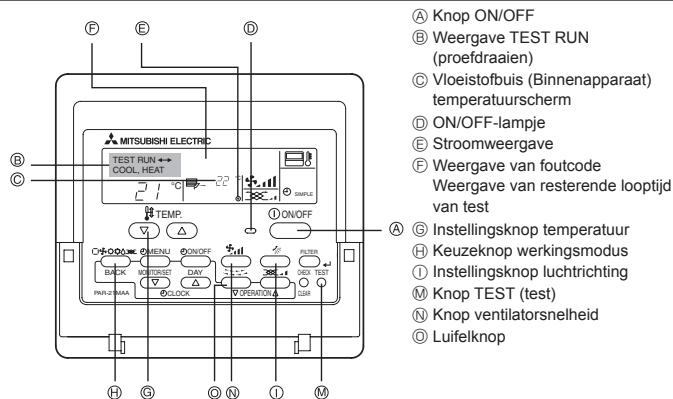 Ⓕ Ⓔ Ⓓ
Ⓑ
Ⓒ
Ⓐ
MITSUBISHI ELECTRIC
TEST RUN ↔
COOL, HEAT
21 °C
22 °C
SIMPLE
TEMP.
ON/OFF
MENU
ON/OFF
FILTER
BACK
MONITOR/SET
DAY
CHECK
TEST
PAR-21MAA
CLOCK
▽ OPERATION △
CLEAR
Ⓗ Ⓖ Ⓞ Ⓝ Ⓘ Ⓜ
Ⓐ Knop ON/OFF
Ⓑ Weergave TEST RUN
(proefdraaien)
Ⓒ Vloeistofbuis (Binnenapparaat)
temperatuurscherm
Ⓓ ON/OFF-lampje
Ⓔ Stroomweergave
Ⓕ Weergave van foutcode
Weergave van resterende looptijd
van test
Ⓖ Instellingsknop temperatuur
Ⓗ Keuzeknop werkingsmodus
Ⓘ Instellingsknop luchtrichting
Ⓜ Knop TEST (test)
Ⓝ Knop ventilatorsnelheid
Ⓞ Luifelknop